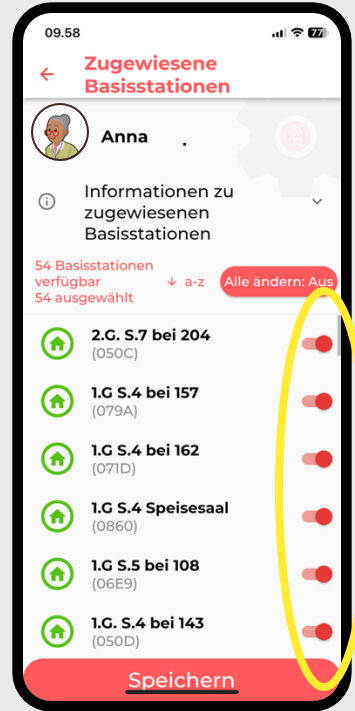 09.58
77
Zugewiesene
Basisstationen
Anna
Informationen zu
zugewiesenen
Basisstationen
54 Basisstationen
verfügbar
54 ausgewählt
a-z
Alle ändern: Aus
2.G. S.7 bei 204
(050C)
1.G S.4 bei 157
(079A)
1.G S.4 bei 162
(071D)
1.G S.4 Speisesaal
(0860)
1.G S.5 bei 108
(06E9)
1.G. S.4 bei 143
(050D)
Speichern